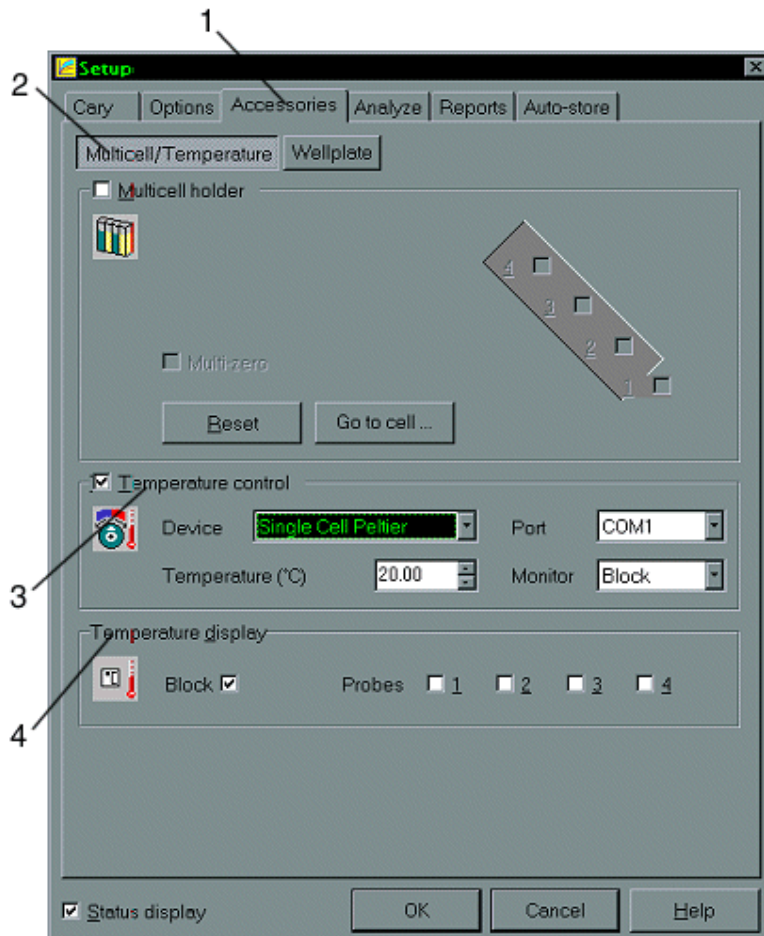 1
2
Setup
Cary Options Accessories Analyze Reports Auto-store
Multicell/Temperature Wellplate
Multicell holder
4
3
2
1
Multi-zero
Reset Go to cell ...
Temperature control
Device Single Cell Peltier Port COM1
3
Temperature (°C) 20.00 Monitor Block
Temperature display
°C
Block Probes 1 2 3 4
4
Status display OK Cancel Help